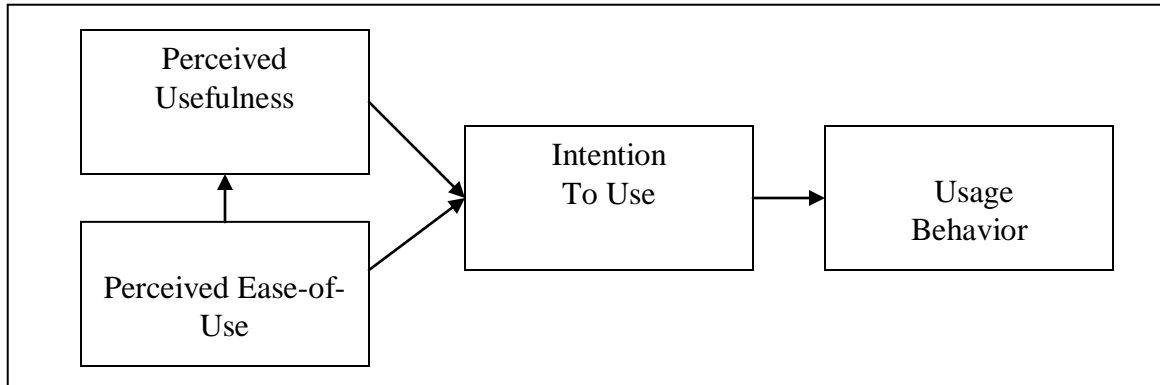 Perceived
Usefulness
Perceived Ease-of-
Use
Intention
To Use
Usage
Behavior